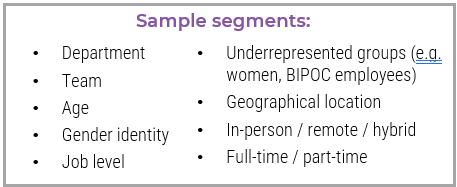 Sample segments:
• Department
• Team
• Age
• Gender identity
• Job level
• Underrepresented groups (e.g.
women, BIPOC employees)
• Geographical location
• In-person / remote / hybrid
• Full-time / part-time